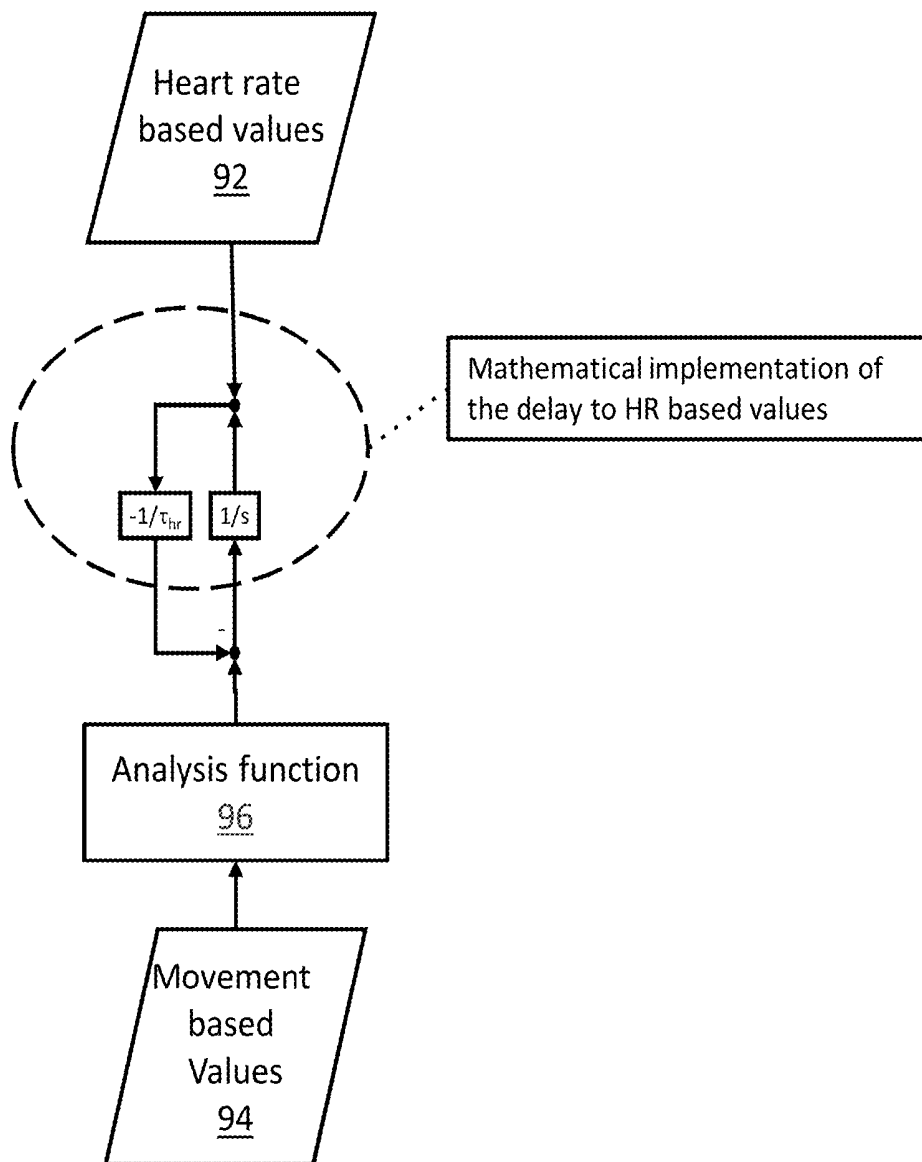 Heart rate
based values
92
Mathematical implementation of
the delay to HR based values
-1/τhr
1/s
-
Analysis function
96
Movement
based
Values
94